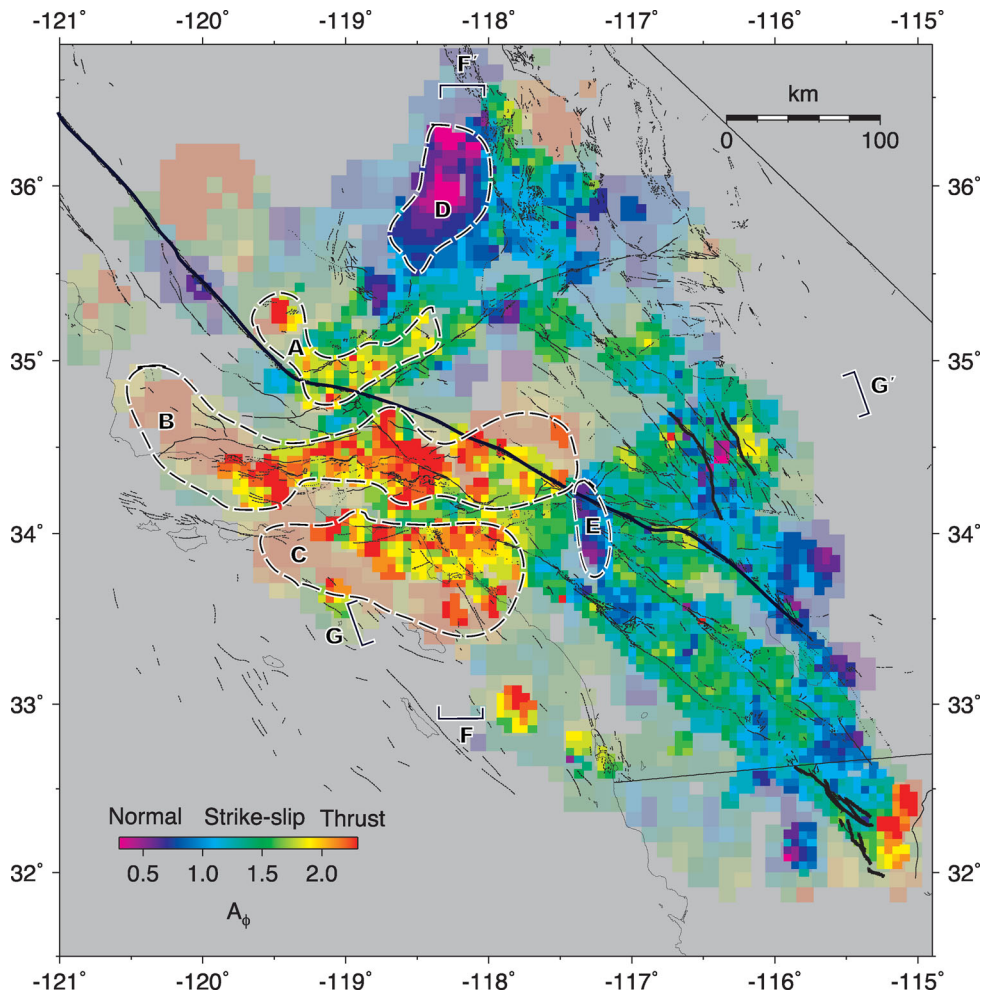 -121° -120° -119° -118° -117° -116° -115°
F′
km
0 100
36° 36°
D
A
35° 35°
G′
B
E
34° 34°
C
G
33° 33°
F
Normal Strike-slip Thrust
0.5 1.0 1.5 2.0
32° 32°
Aϕ
-121° -120° -119° -118° -117° -116° -115°